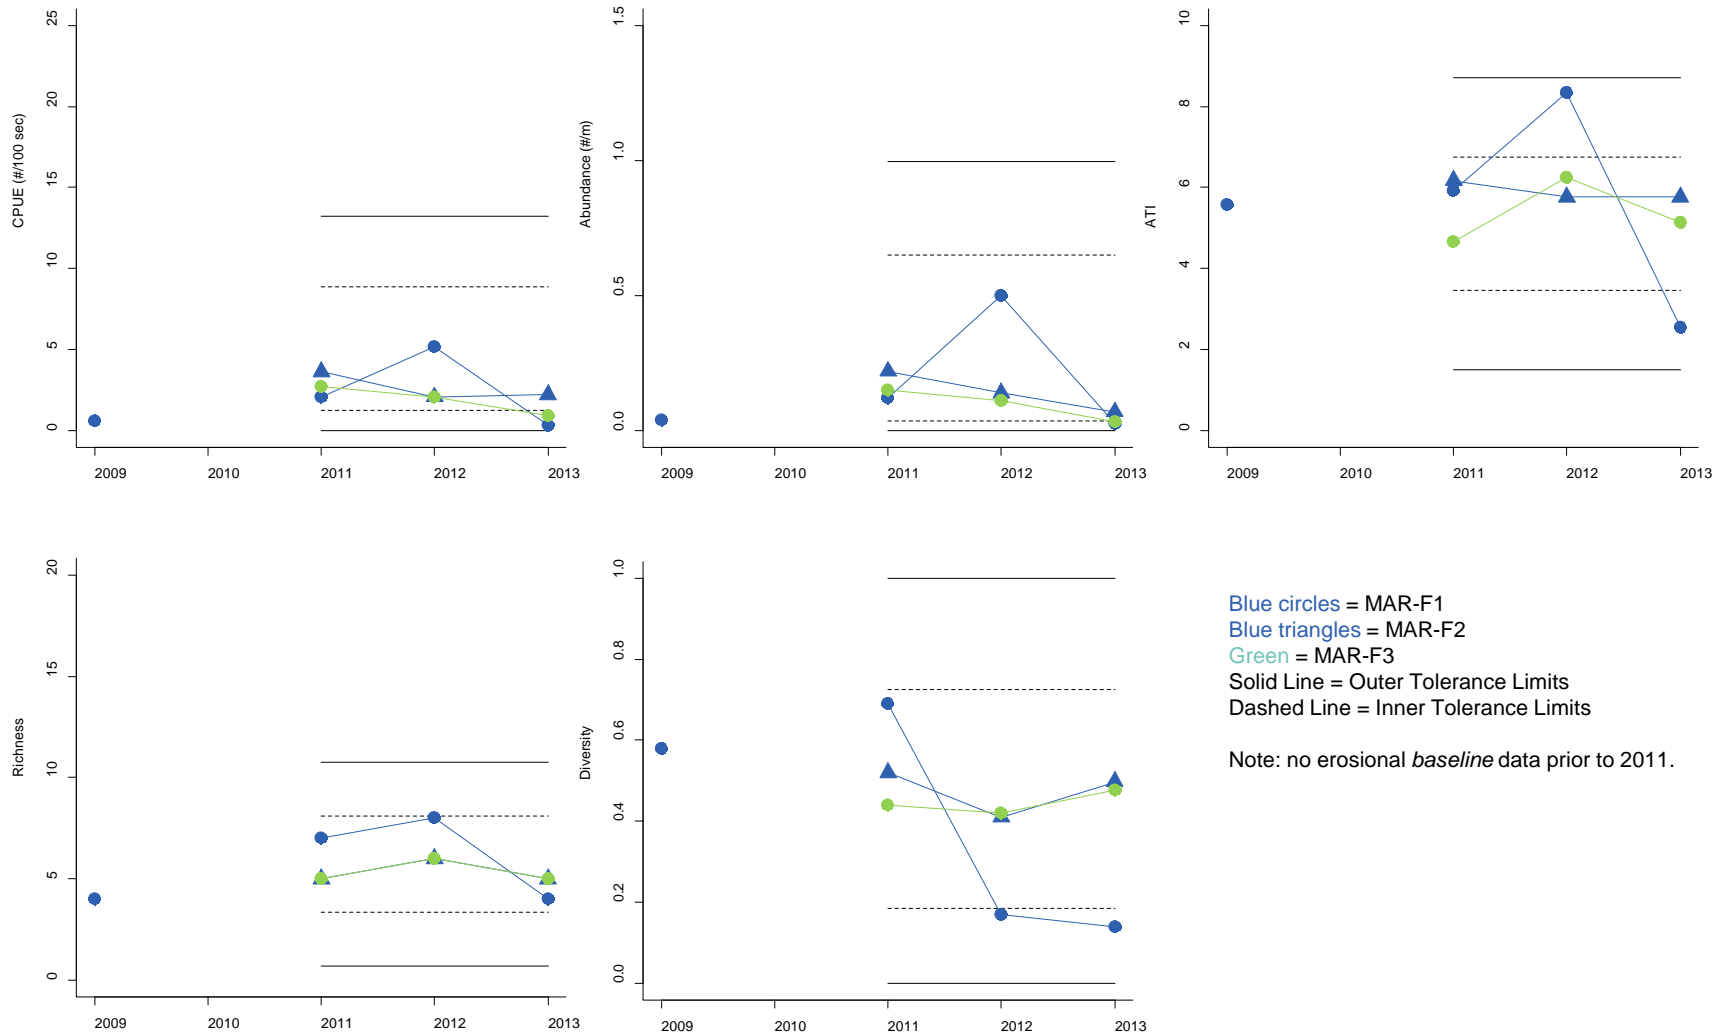 CPUE (#/100 sec)
25
20
15
10
5
0
2009 2010 2011 2012 2013
Abundance (#/m)
1.5
1.0
0.5
0.0
2009 2010 2011 2012 2013
ATI
10
8
6
4
2
0
2009 2010 2011 2012 2013
Richness
20
15
10
5
0
2009 2010 2011 2012 2013
Diversity
1.0
0.8
0.6
0.4
0.2
0.0
2009 2010 2011 2012 2013
Blue circles = MAR-F1
Blue triangles = MAR-F2
Green = MAR-F3
Solid Line = Outer Tolerance Limits
Dashed Line = Inner Tolerance Limits
Note: no erosional baseline data prior to 2011.